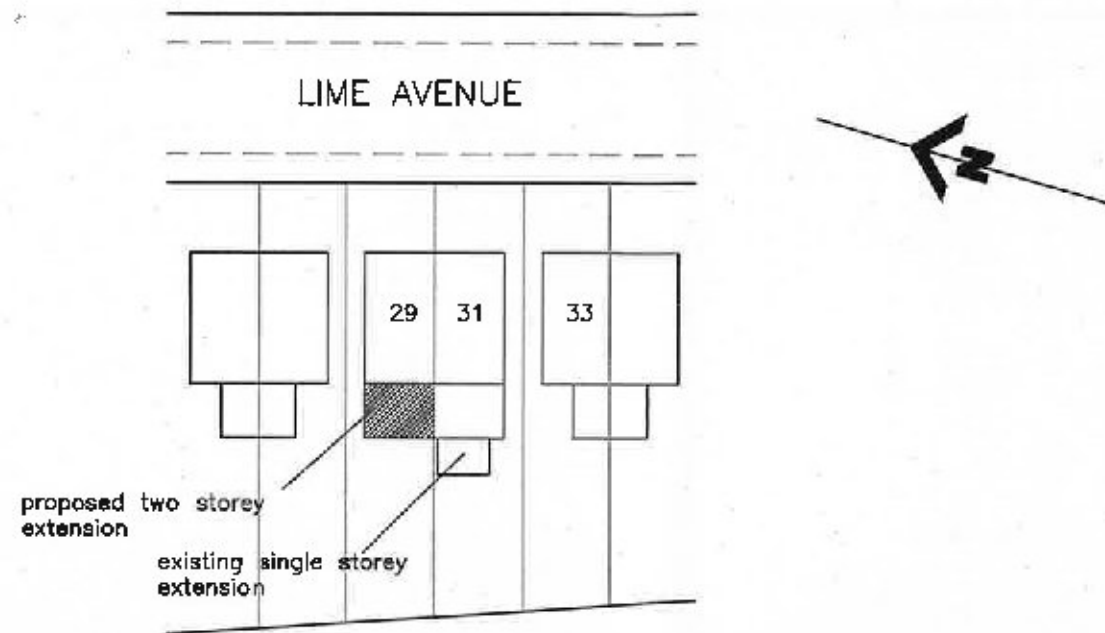 LIME AVENUE
N
29 31 33
proposed two storey
extension
existing single storey
extension